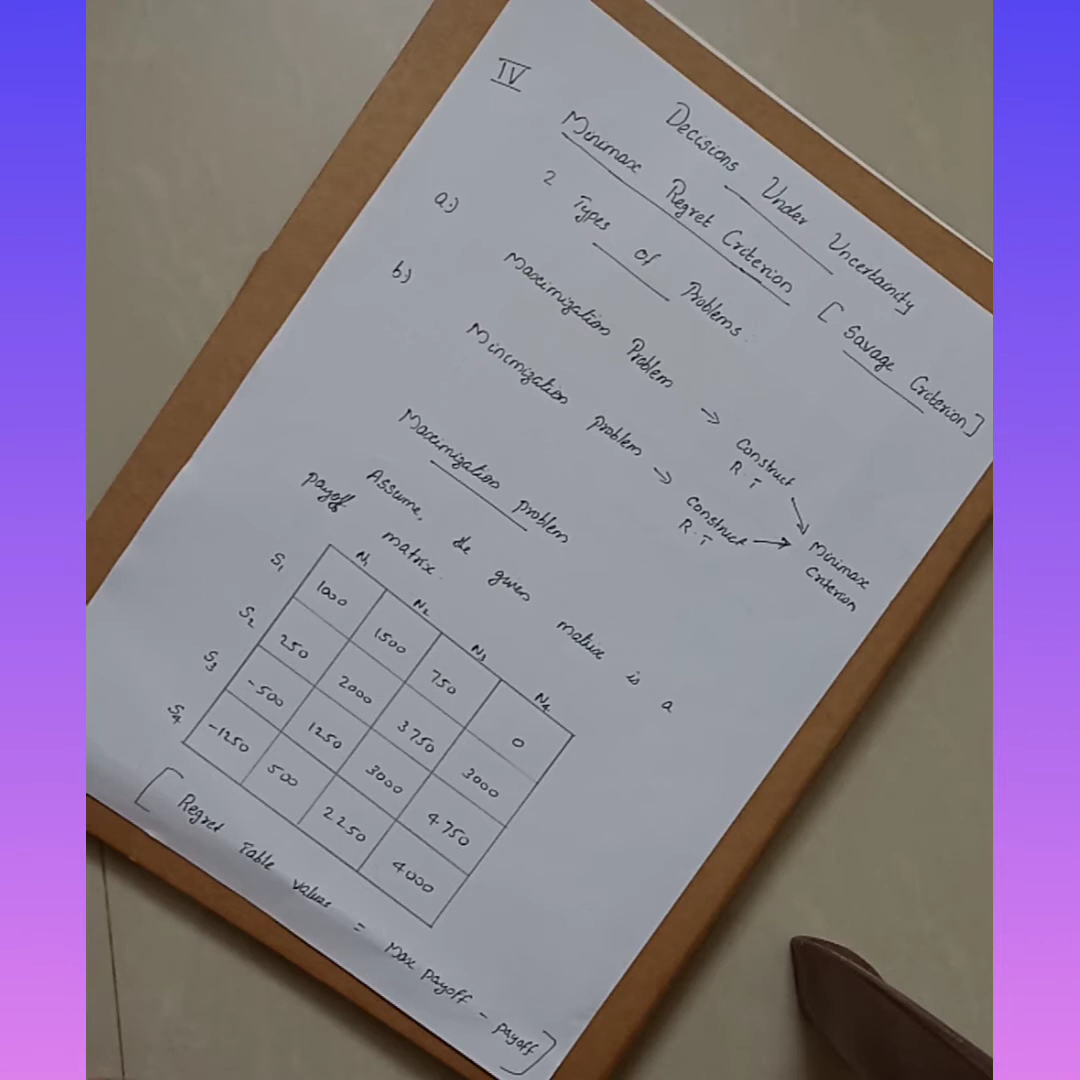 IV
Decisions Under Uncertainity
Minimax Regret Criterion [Savage Criterion]
2 Types of Problems:
a:) Maximization Problem → Construct R.T
b:) Minimization problem → Construct R.T → Minimax Criterion
Maximization problem
Assume, the given matrix is a
payoff matrix.
N1 N2 N3 N4
S1 1000 1500 750 0
S2 250 2000 3750 3000
S3 -500 1250 3000 4750
S4 -1250 500 2250 4000
[Regret Table values = Max payoff - payoff]